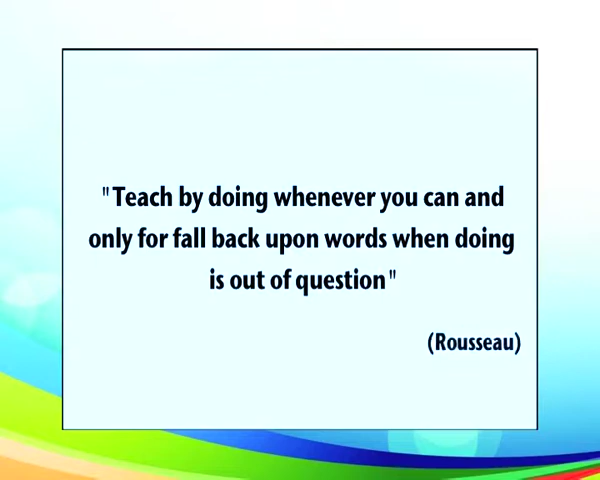 "Teach by doing whenever you can and
only for fall back upon words when doing
is out of question"
(Rousseau)